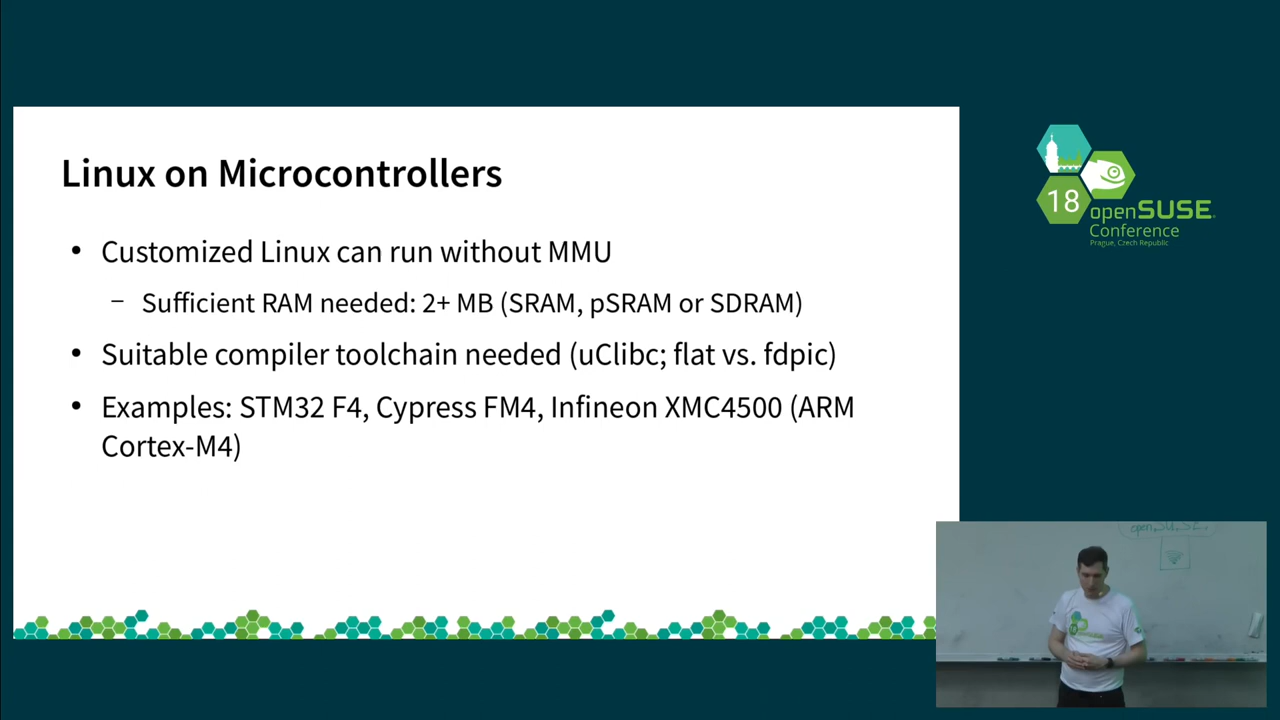 Linux on Microcontrollers
• Customized Linux can run without MMU
– Sufficient RAM needed: 2+ MB (SRAM, pSRAM or SDRAM)
• Suitable compiler toolchain needed (uClibc; flat vs. fdpic)
• Examples: STM32 F4, Cypress FM4, Infineon XMC4500 (ARM
Cortex-M4)
18
openSUSE
Conference
Prague, Czech Republic
openSUSE
18